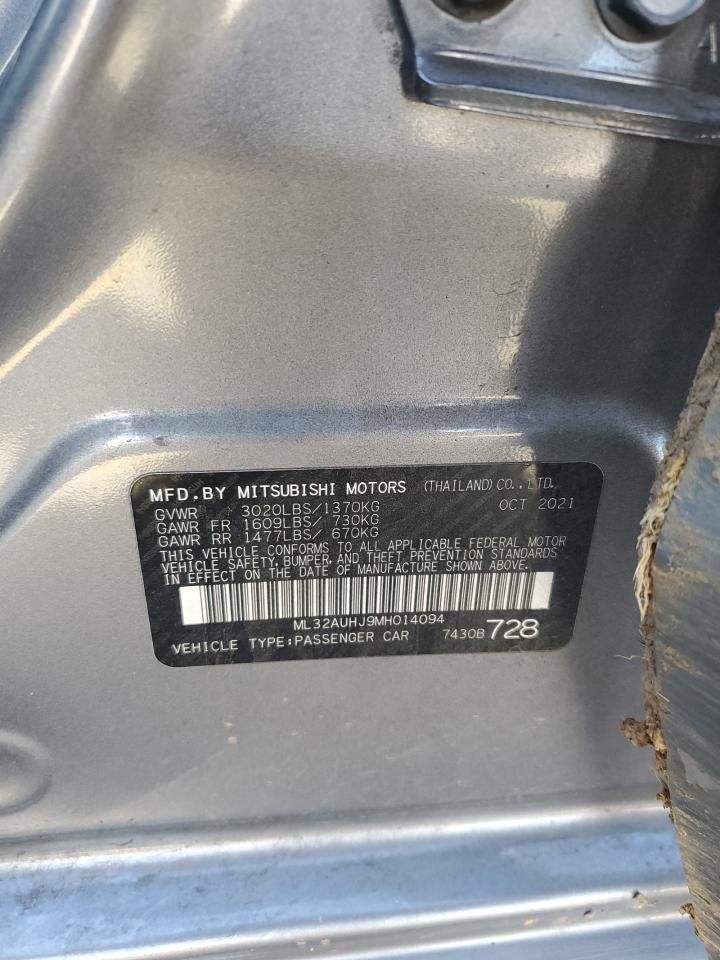 MFD.BY MITSUBISHI MOTORS (THAILAND) CO.,LTD.
GVWR 3020LBS/1370KG OCT 2021
GAWR FR 1609LBS/ 730KG
GAWR RR 1477LBS/ 670KG
THIS VEHICLE CONFORMS TO ALL APPLICABLE FEDERAL MOTOR
VEHICLE SAFETY, BUMPER, AND THEFT PREVENTION STANDARDS
IN EFFECT ON THE DATE OF MANUFACTURE SHOWN ABOVE.
ML32AUHJ9MH014094
VEHICLE TYPE:PASSENGER CAR 7430B 728